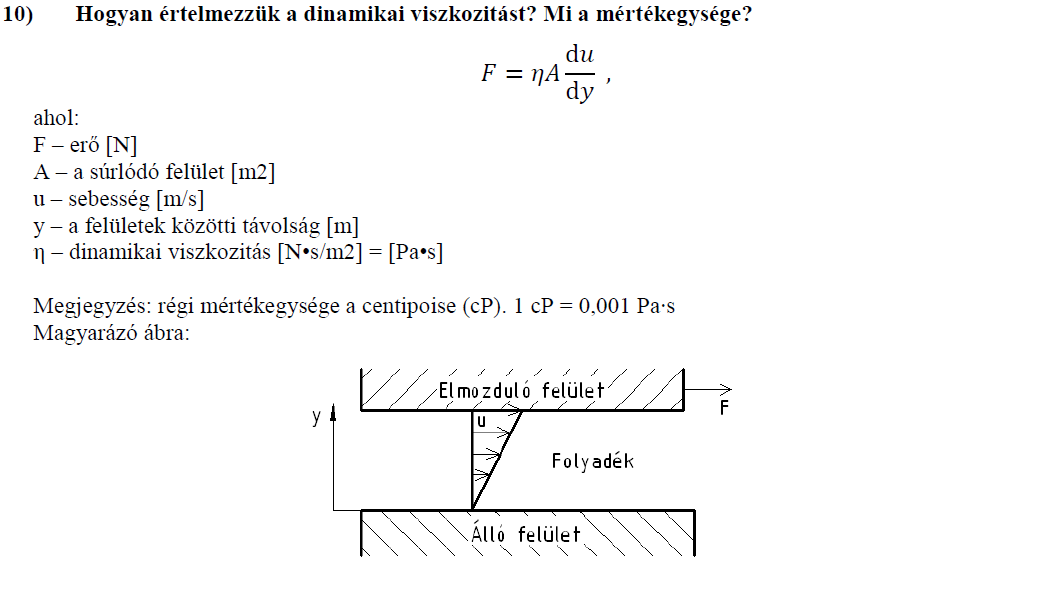 10) Hogyan értelmezzük a dinamikai viszkozitást? Mi a mértékegysége?
F = ηA du/dy ,
ahol:
F – erő [N]
A – a súrlódó felület [m2]
u – sebesség [m/s]
y – a felületek közötti távolság [m]
η – dinamikai viszkozitás [N•s/m2] = [Pa•s]
Megjegyzés: régi mértékegysége a centipoise (cP). 1 cP = 0,001 Pa·s
Magyarázó ábra:
Elmozduló felület
F
y
u
Folyadék
Álló felület